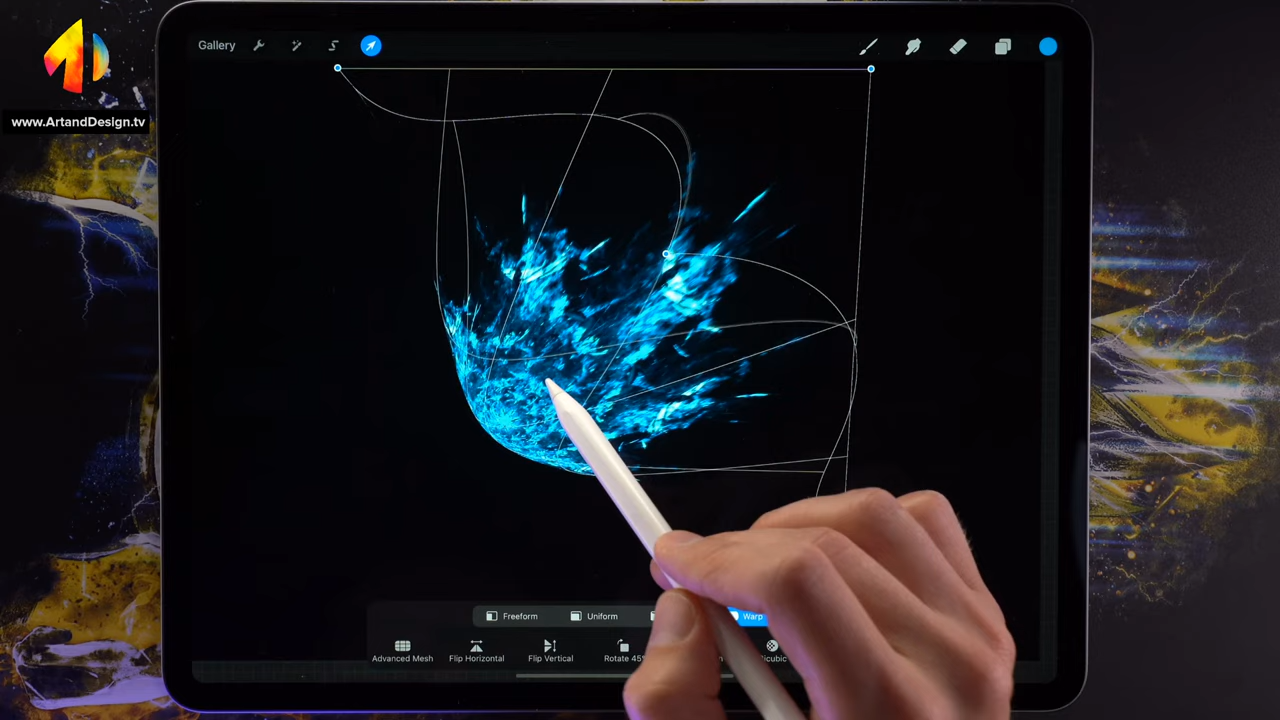 www.ArtandDesign.tv
Gallery
Freeform
Uniform
Warp
Advanced Mesh
Flip Horizontal
Flip Vertical
Rotate 45°